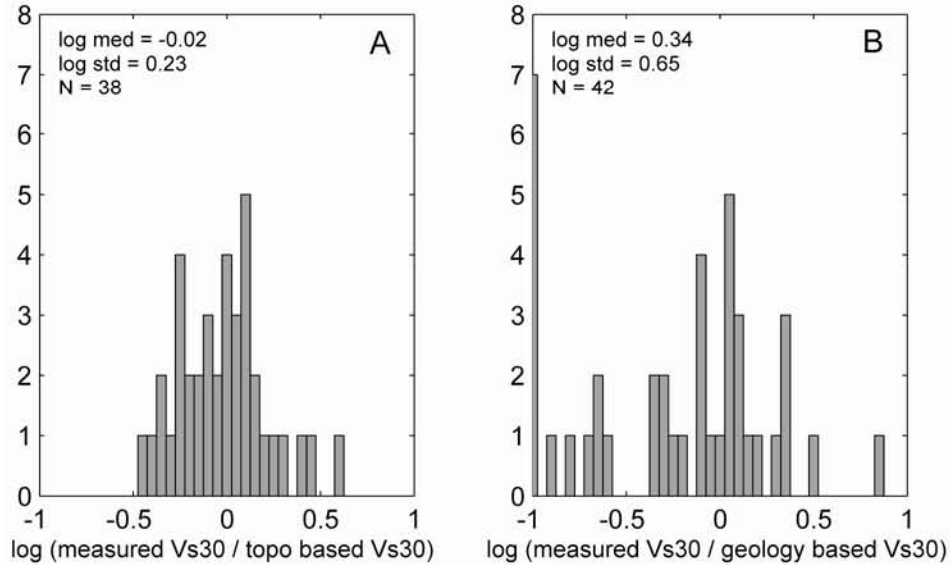 log med = -0.02
log std = 0.23
N = 38
A
8
7
6
5
4
3
2
1
0
-1
-0.5
0
0.5
1
log (measured Vs30 / topo based Vs30)
log med = 0.34
log std = 0.65
N = 42
B
8
7
6
5
4
3
2
1
0
-1
-0.5
0
0.5
1
log (measured Vs30 / geology based Vs30)